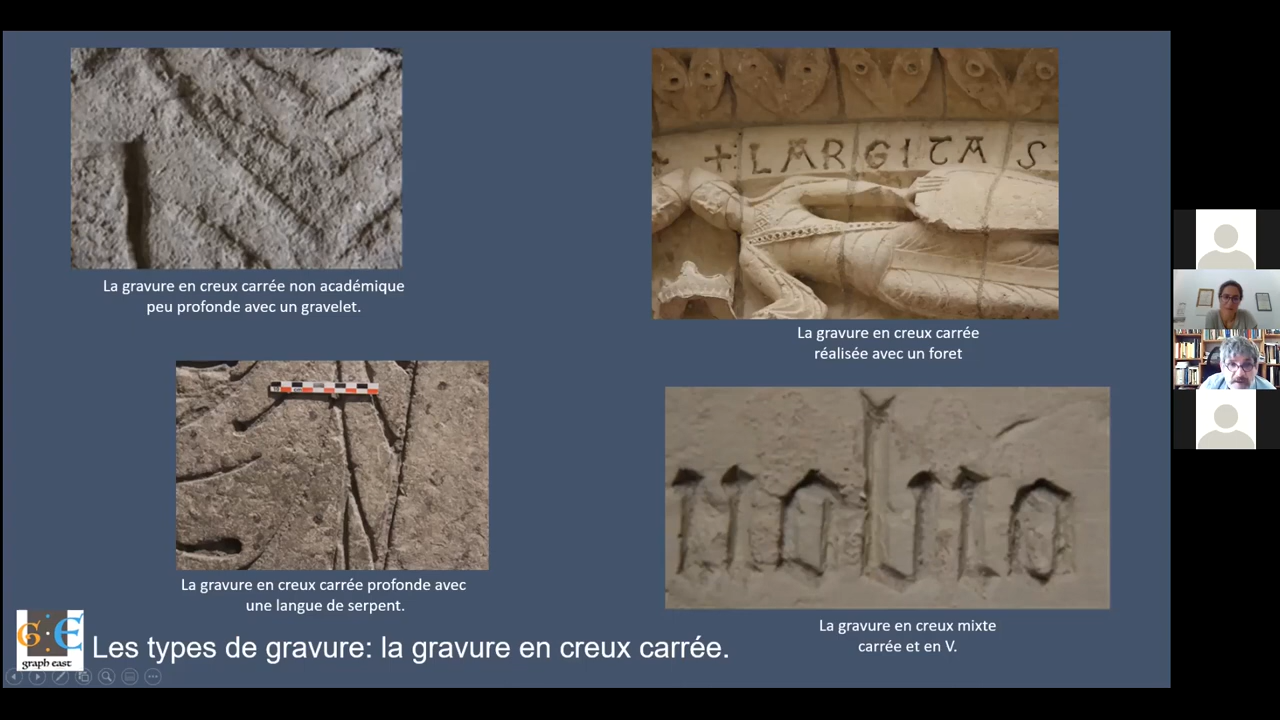 + LARGITAS
La gravure en creux carrée non académique
peu profonde avec un gravelet.
La gravure en creux carrée
réalisée avec un foret
La gravure en creux carrée profonde avec
une langue de serpent.
La gravure en creux mixte
carrée et en V.
G:E
graph east
Les types de gravure: la gravure en creux carrée.